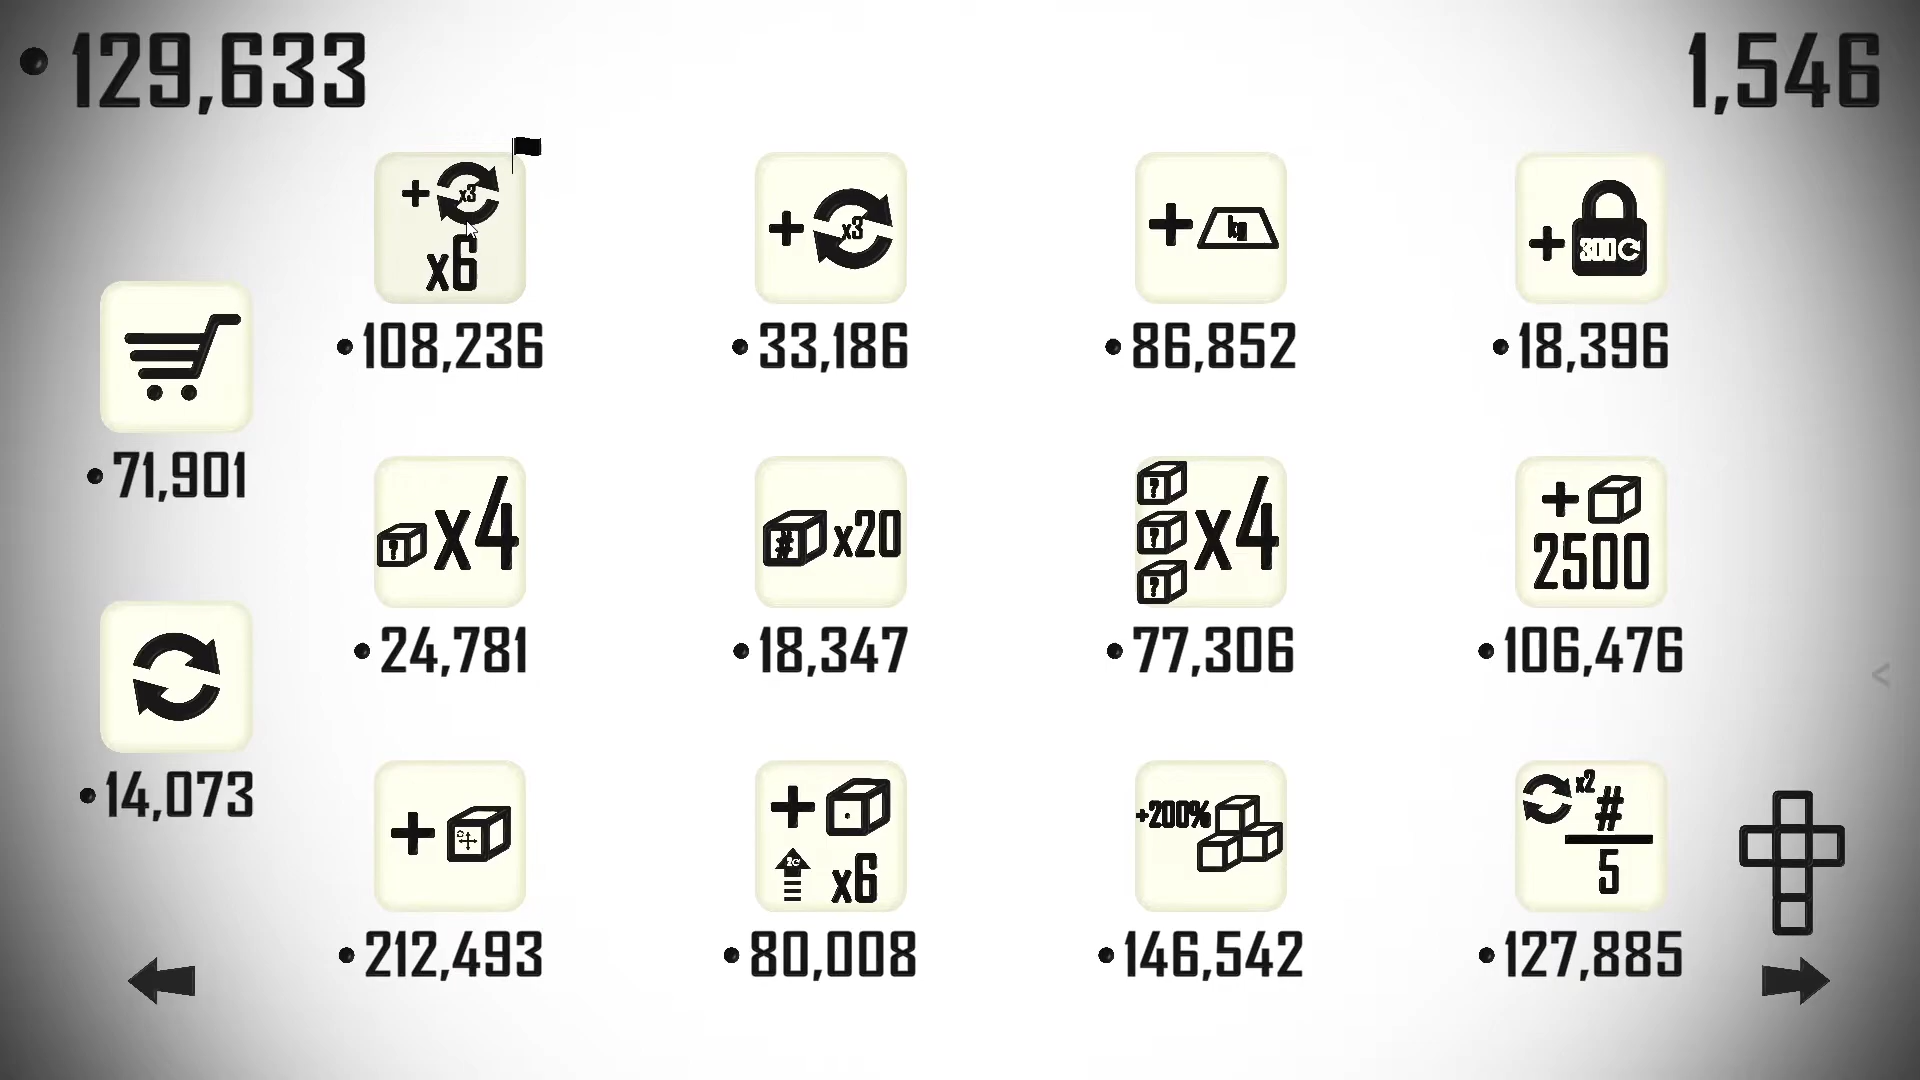 129,633
1,546
+ x3
x6
108,236
+ x3
33,186
+ kg
86,852
+ 300
18,396
71,901
? x4
24,781
# x20
18,347
? ? ? x4
77,306
+
2500
106,476
14,073
+
212,493
+
2 x6
80,008
+200%
146,542
x2 #
5
127,885
<